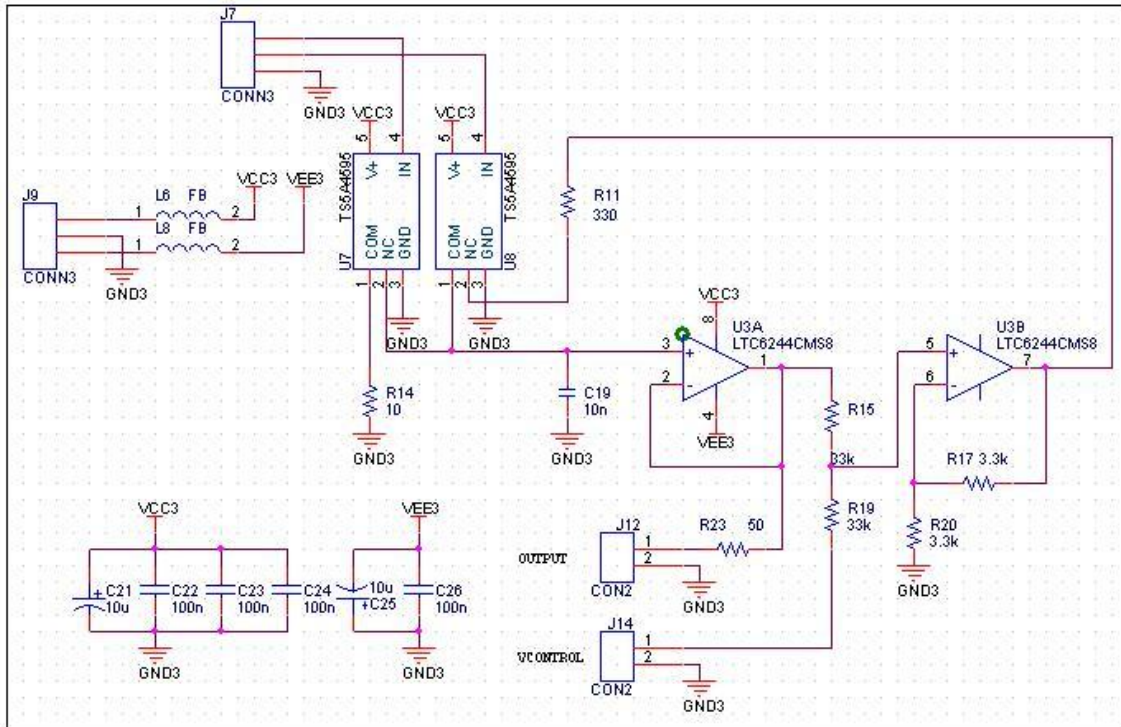 J7
CONN3
GND3
VCC3
VCC3
5
4
5
4
V+
IN
V+
IN
TS5A4595
TS5A4595
COM
NC
GND
COM
NC
GND
U7
U8
1
2
3
1
2
3
GND3
GND3
R11
330
J9
CONN3
VCC3
VEE3
L6 FB
1
2
L8 FB
1
2
GND3
R14
10
GND3
C19
10n
GND3
VCC3
8
U3A
LTC6244CMS8
3
+
2
-
1
4
VEE3
U3B
LTC6244CMS8
5
+
6
-
7
R15
33k
R17 3.3k
R19
33k
R20
3.3k
GND3
VCC3
+
C21
10u
C22
100n
C23
100n
C24
100n
GND3
VEE3
10u
+
C25
C26
100n
GND3
J12
R23 50
OUTPUT
1
2
CON2
GND3
J14
VCONTROL
1
2
CON2
GND3